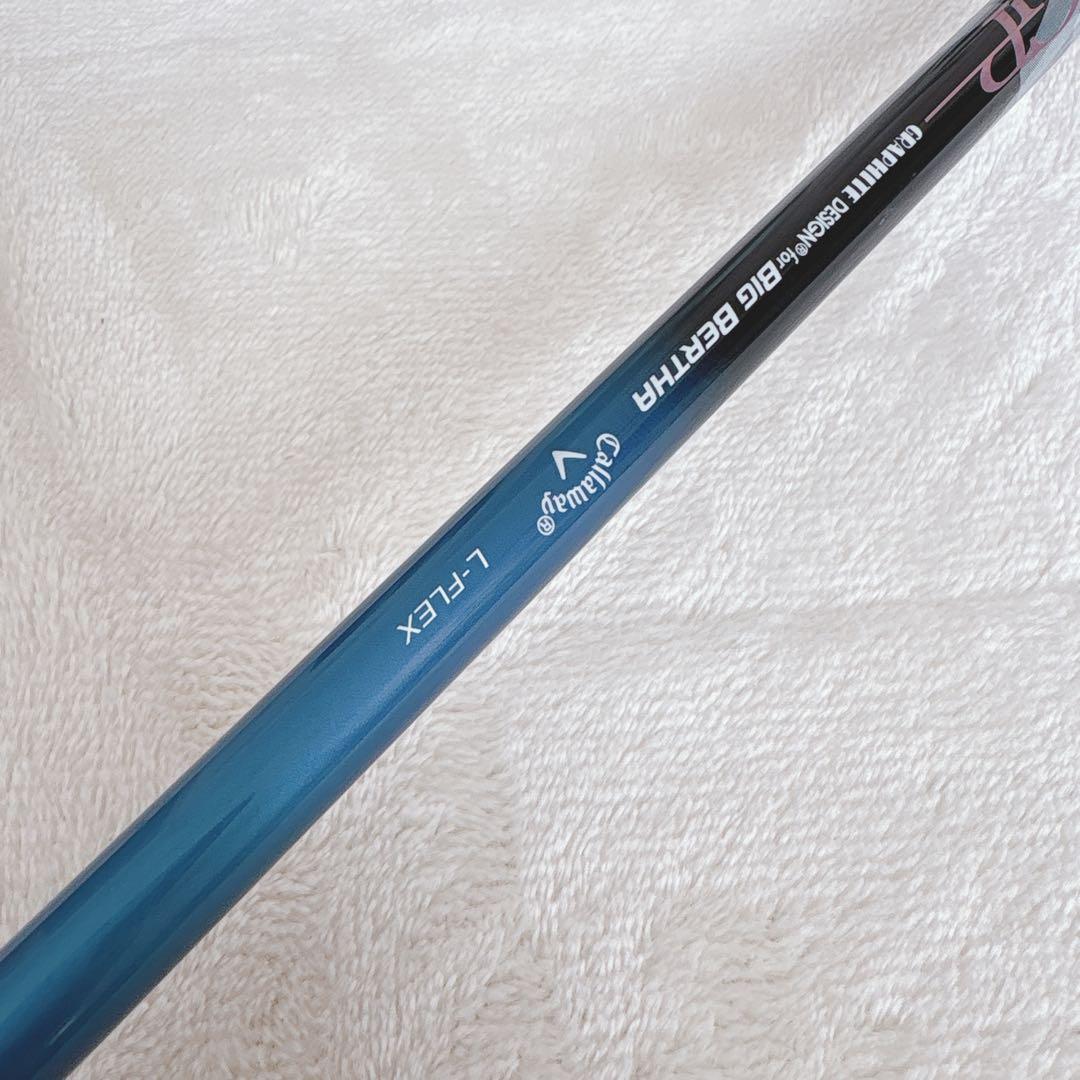 GRAPHITE DESIGN® for BIG BERTHA
Callaway®
L-FLEX